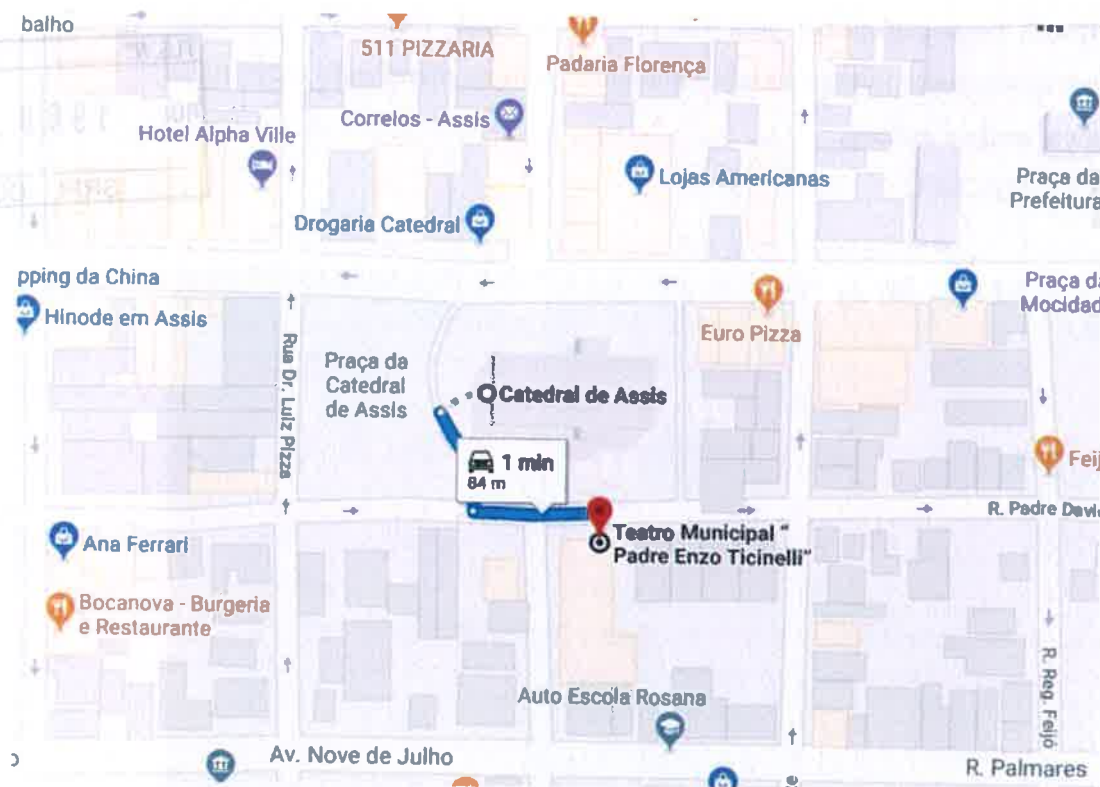 balho
511 PIZZARIA
Padaria Florença
Correios - Assis
Hotel Alpha Ville
Lojas Americanas
Praça da
Prefeitura
Drogaria Catedral
pping da China
Praça da
Mocidad
Hinode em Assis
Euro Pizza
Rua Dr. Luiz Pizza
Praça da
Catedral
de Assis
Catedral de Assis
1 min
84 m
Feij
R. Padre Davi
Teatro Municipal "
Padre Enzo Ticinelli"
Ana Ferrari
Bocanova - Burgeria
e Restaurante
R. Reg. Feijó
Auto Escola Rosana
Av. Nove de Julho
R. Palmares